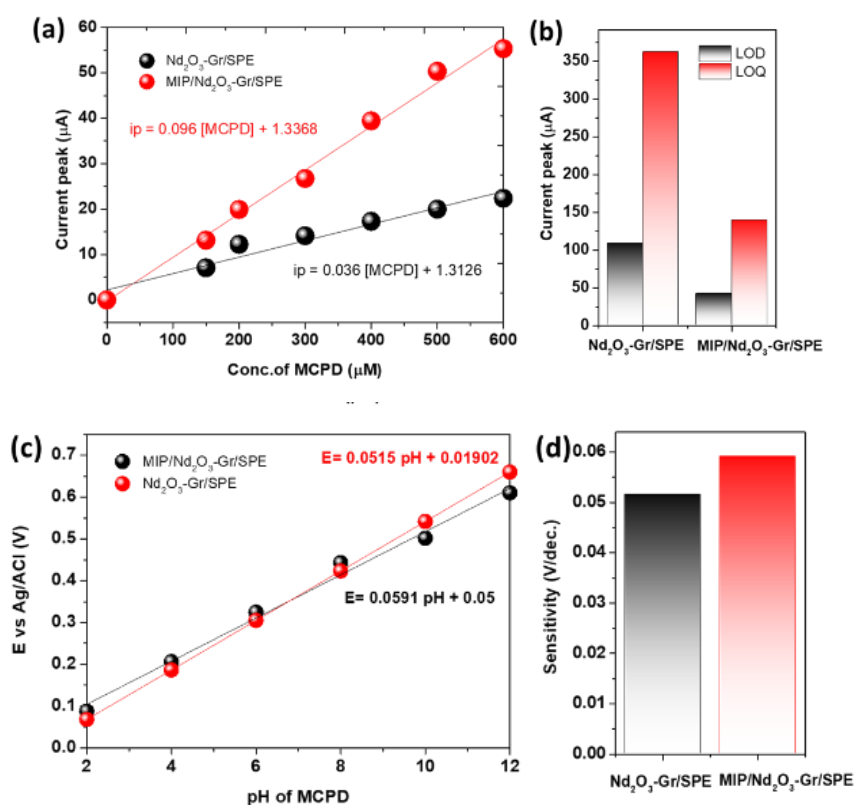 (a)
Nd₂O₃-Gr/SPE
MIP/Nd₂O₃-Gr/SPE
ip = 0.096 [MCPD] + 1.3368
ip = 0.036 [MCPD] + 1.3126
Current peak (μA)
60
50
40
30
20
10
0
0 100 200 300 400 500 600
Conc.of MCPD (μM)
(b)
LOD
LOQ
Current peak (μA)
350
300
250
200
150
100
50
0
Nd₂O₃-Gr/SPE MIP/Nd₂O₃-Gr/SPE
(c)
MIP/Nd₂O₃-Gr/SPE
Nd₂O₃-Gr/SPE
E= 0.0515 pH + 0.01902
E= 0.0591 pH + 0.05
E vs Ag/ACl (V)
0.7
0.6
0.5
0.4
0.3
0.2
0.1
0.0
2 4 6 8 10 12
pH of MCPD
(d)
Sensitivity (V/dec.)
0.06
0.05
0.04
0.03
0.02
0.01
0.00
Nd₂O₃-Gr/SPE MIP/Nd₂O₃-Gr/SPE